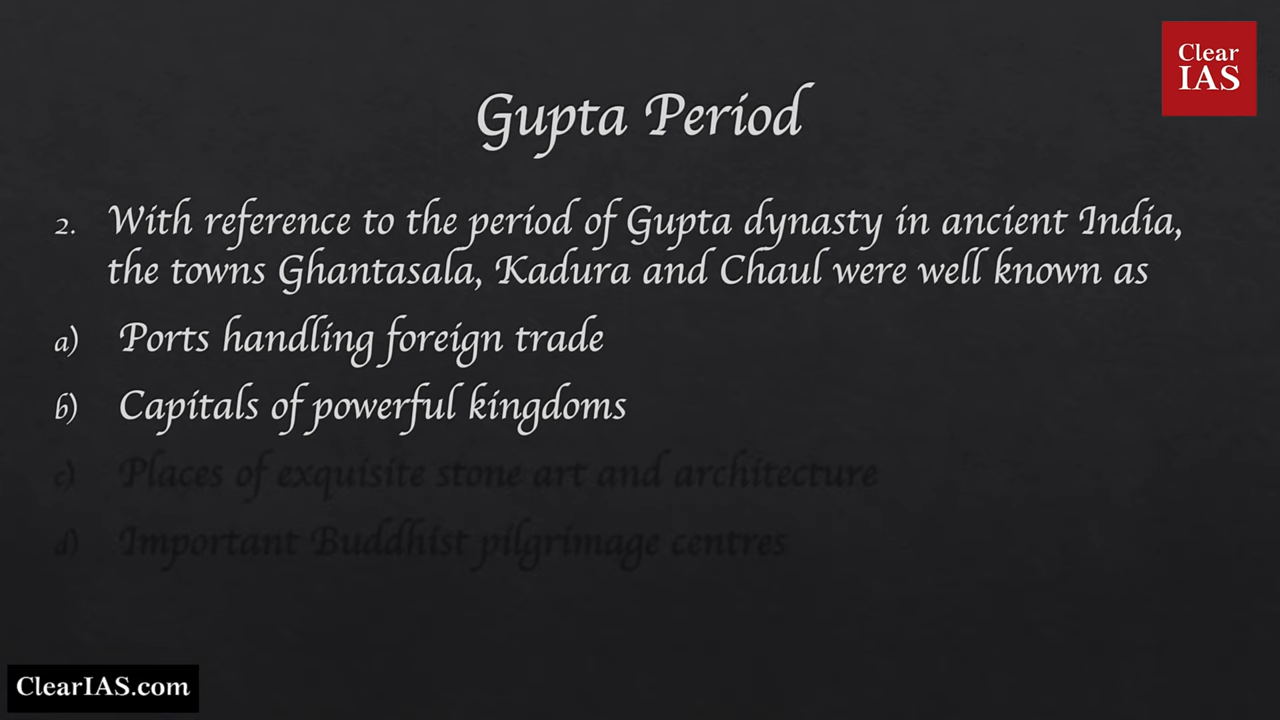 Clear
IAS
Gupta Period
2. With reference to the period of Gupta dynasty in ancient India,
the towns Ghantasala, Kadura and Chaul were well known as
a) Ports handling foreign trade
b) Capitals of powerful kingdoms
c) Places of exquisite stone art and architecture
d) Important Buddhist pilgrimage centres
ClearIAS.com